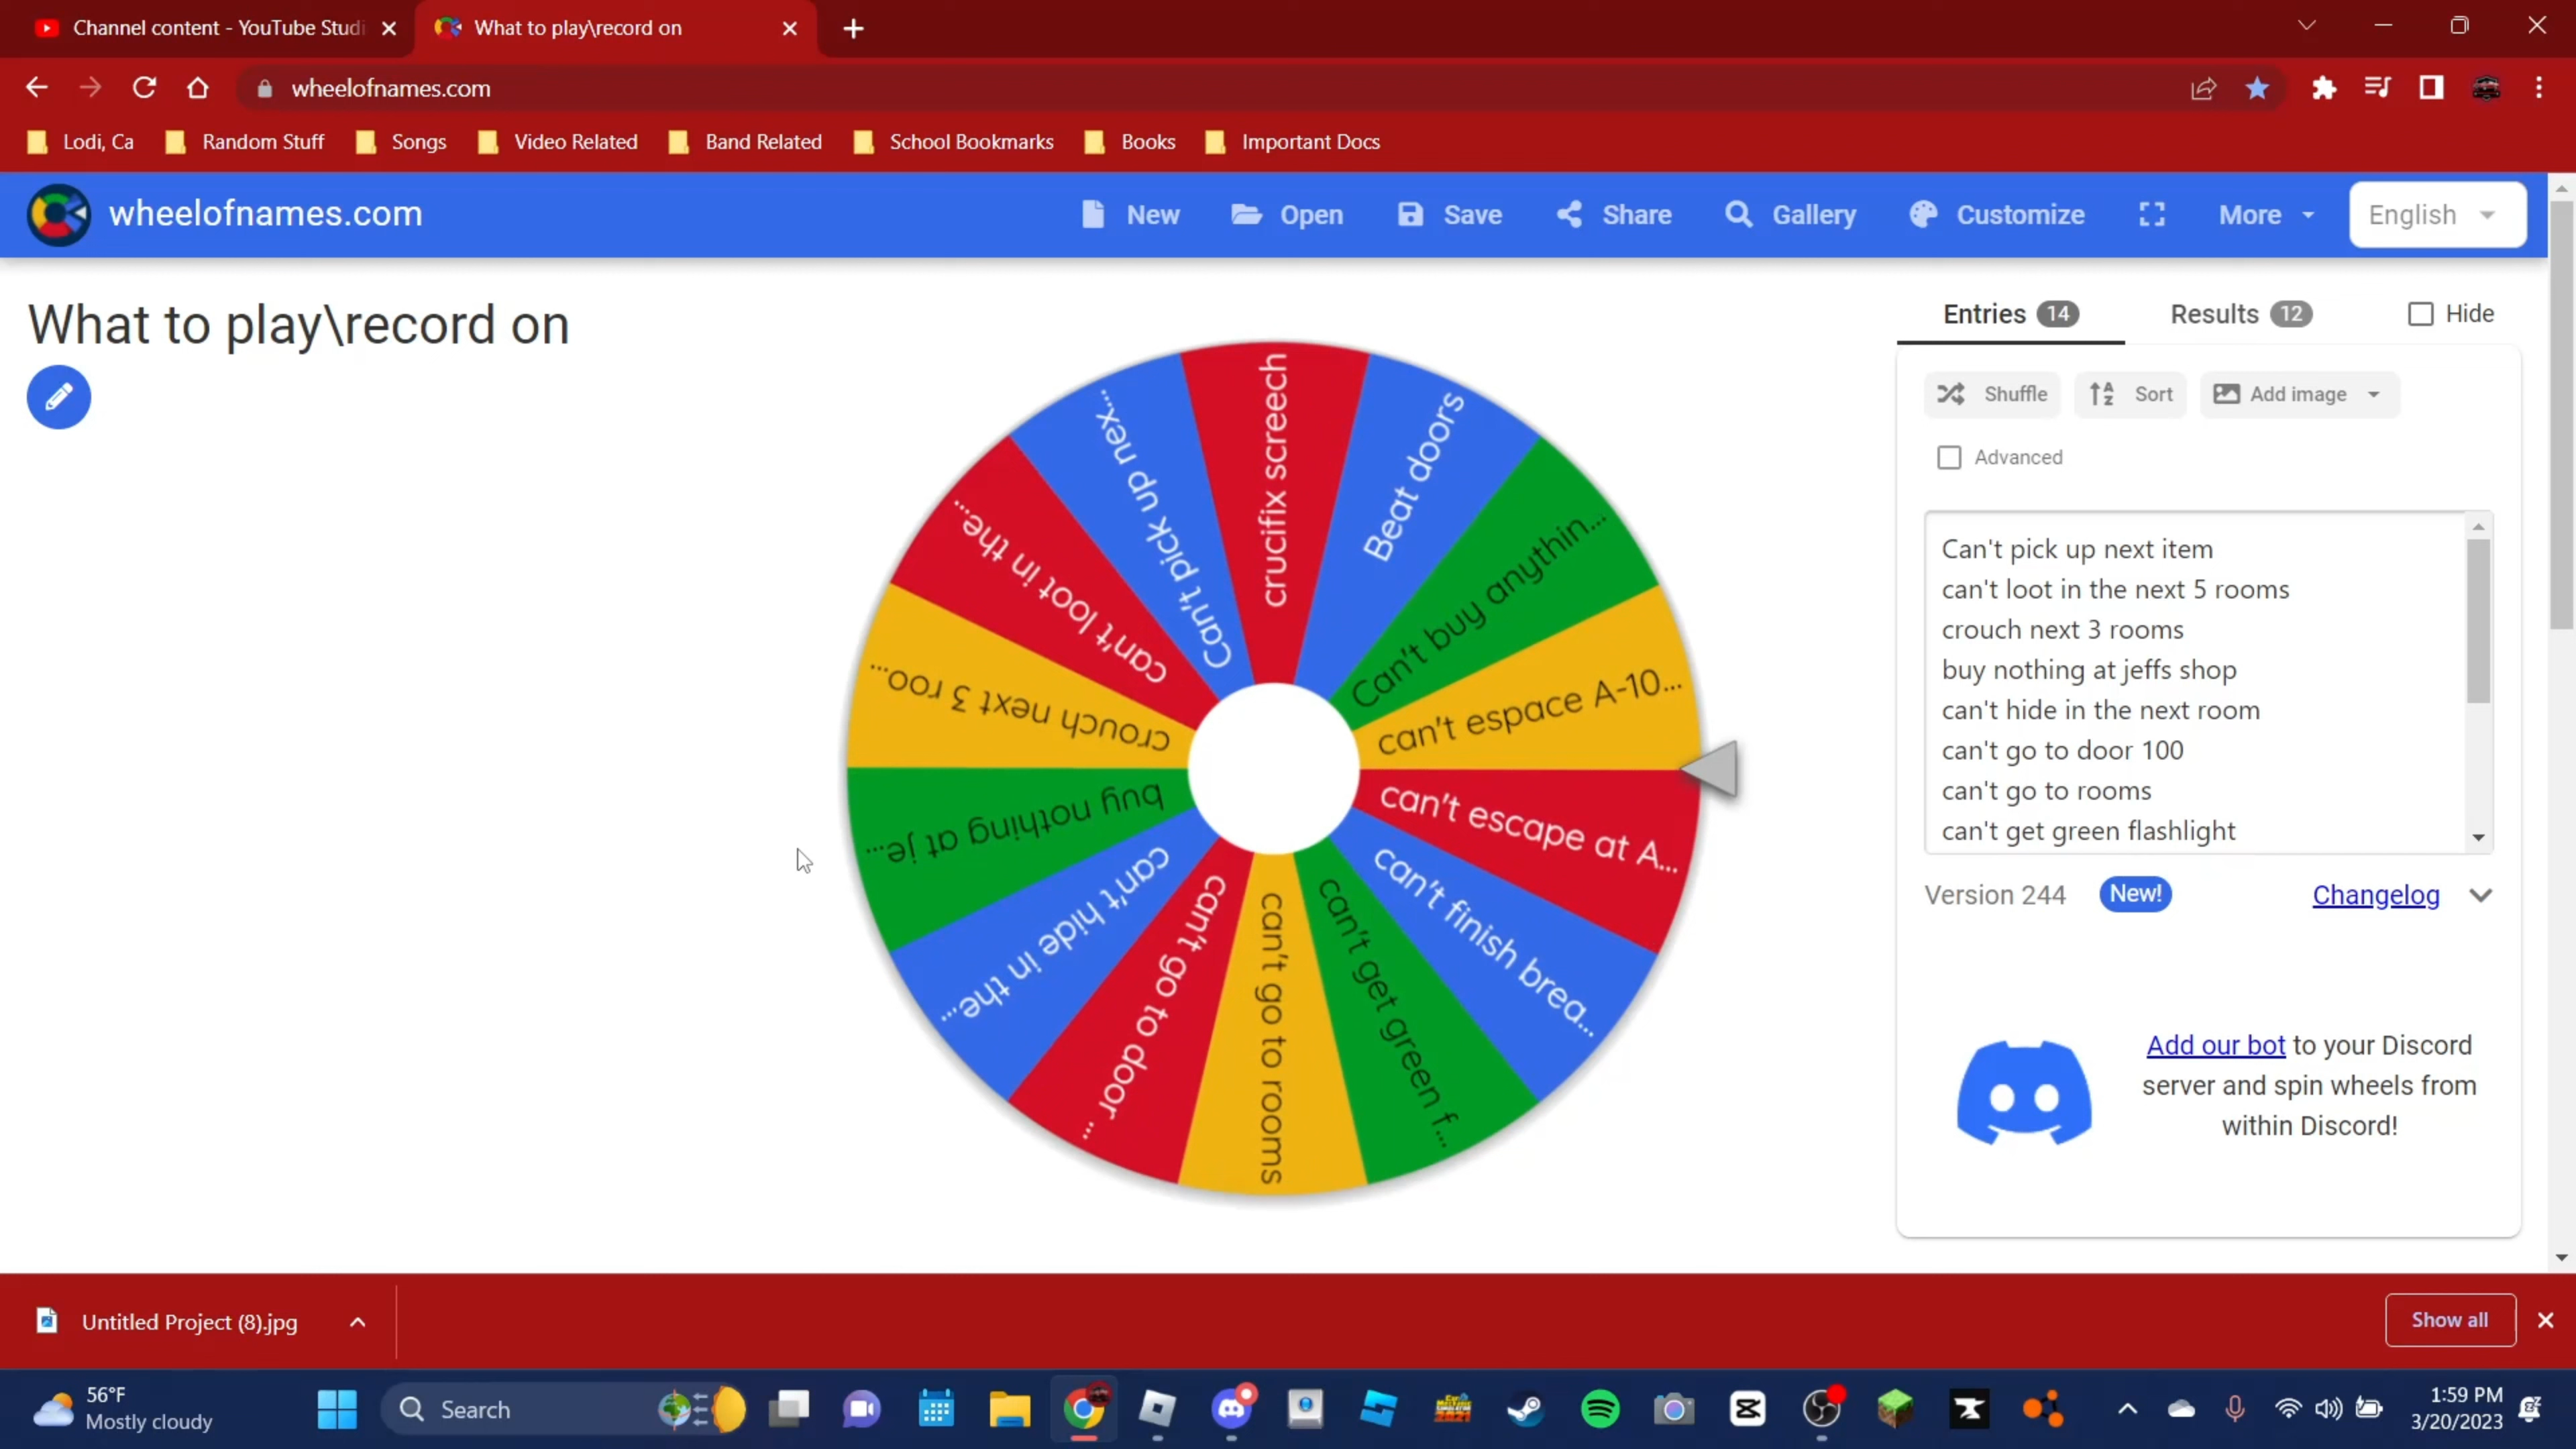 Channel content - YouTube Studi
What to play\record on
wheelofnames.com
Lodi, Ca
Random Stuff
Songs
Video Related
Band Related
School Bookmarks
Books
Important Docs
wheelofnames.com
New
Open
Save
Share
Gallery
Customize
More
English
What to play\record on
crucifix screech
Beat doors
Can't buy anythin...
can't espace A-10...
can't escape at A...
can't finish brea...
can't get green f...
can't go to rooms
can't go to door ...
can't hide in the...
buy nothing at je...
crouch next 3 roo...
can't loot in the...
Can't pick up nex...
Entries 14
Results 12
Hide
Shuffle
Sort
Add image
Advanced
Can't pick up next item
can't loot in the next 5 rooms
crouch next 3 rooms
buy nothing at jeffs shop
can't hide in the next room
can't go to door 100
can't go to rooms
can't get green flashlight
Version 244
New!
Changelog
Add our bot to your Discord
server and spin wheels from
within Discord!
Untitled Project (8).jpg
Show all
56°F
Mostly cloudy
Search
1:59 PM
3/20/2023